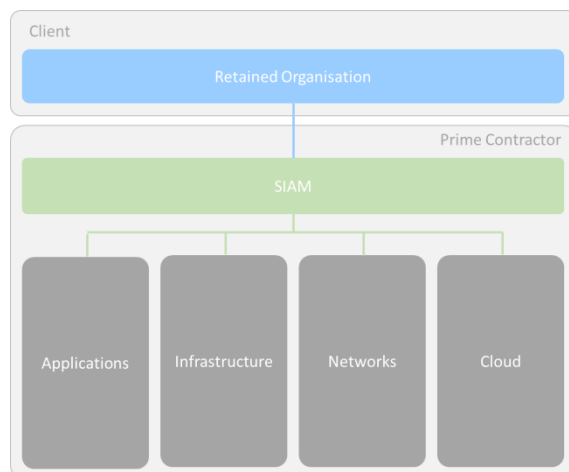 Client
Retained Organisation
Prime Contractor
SIAM
Applications
Infrastructure
Networks
Cloud